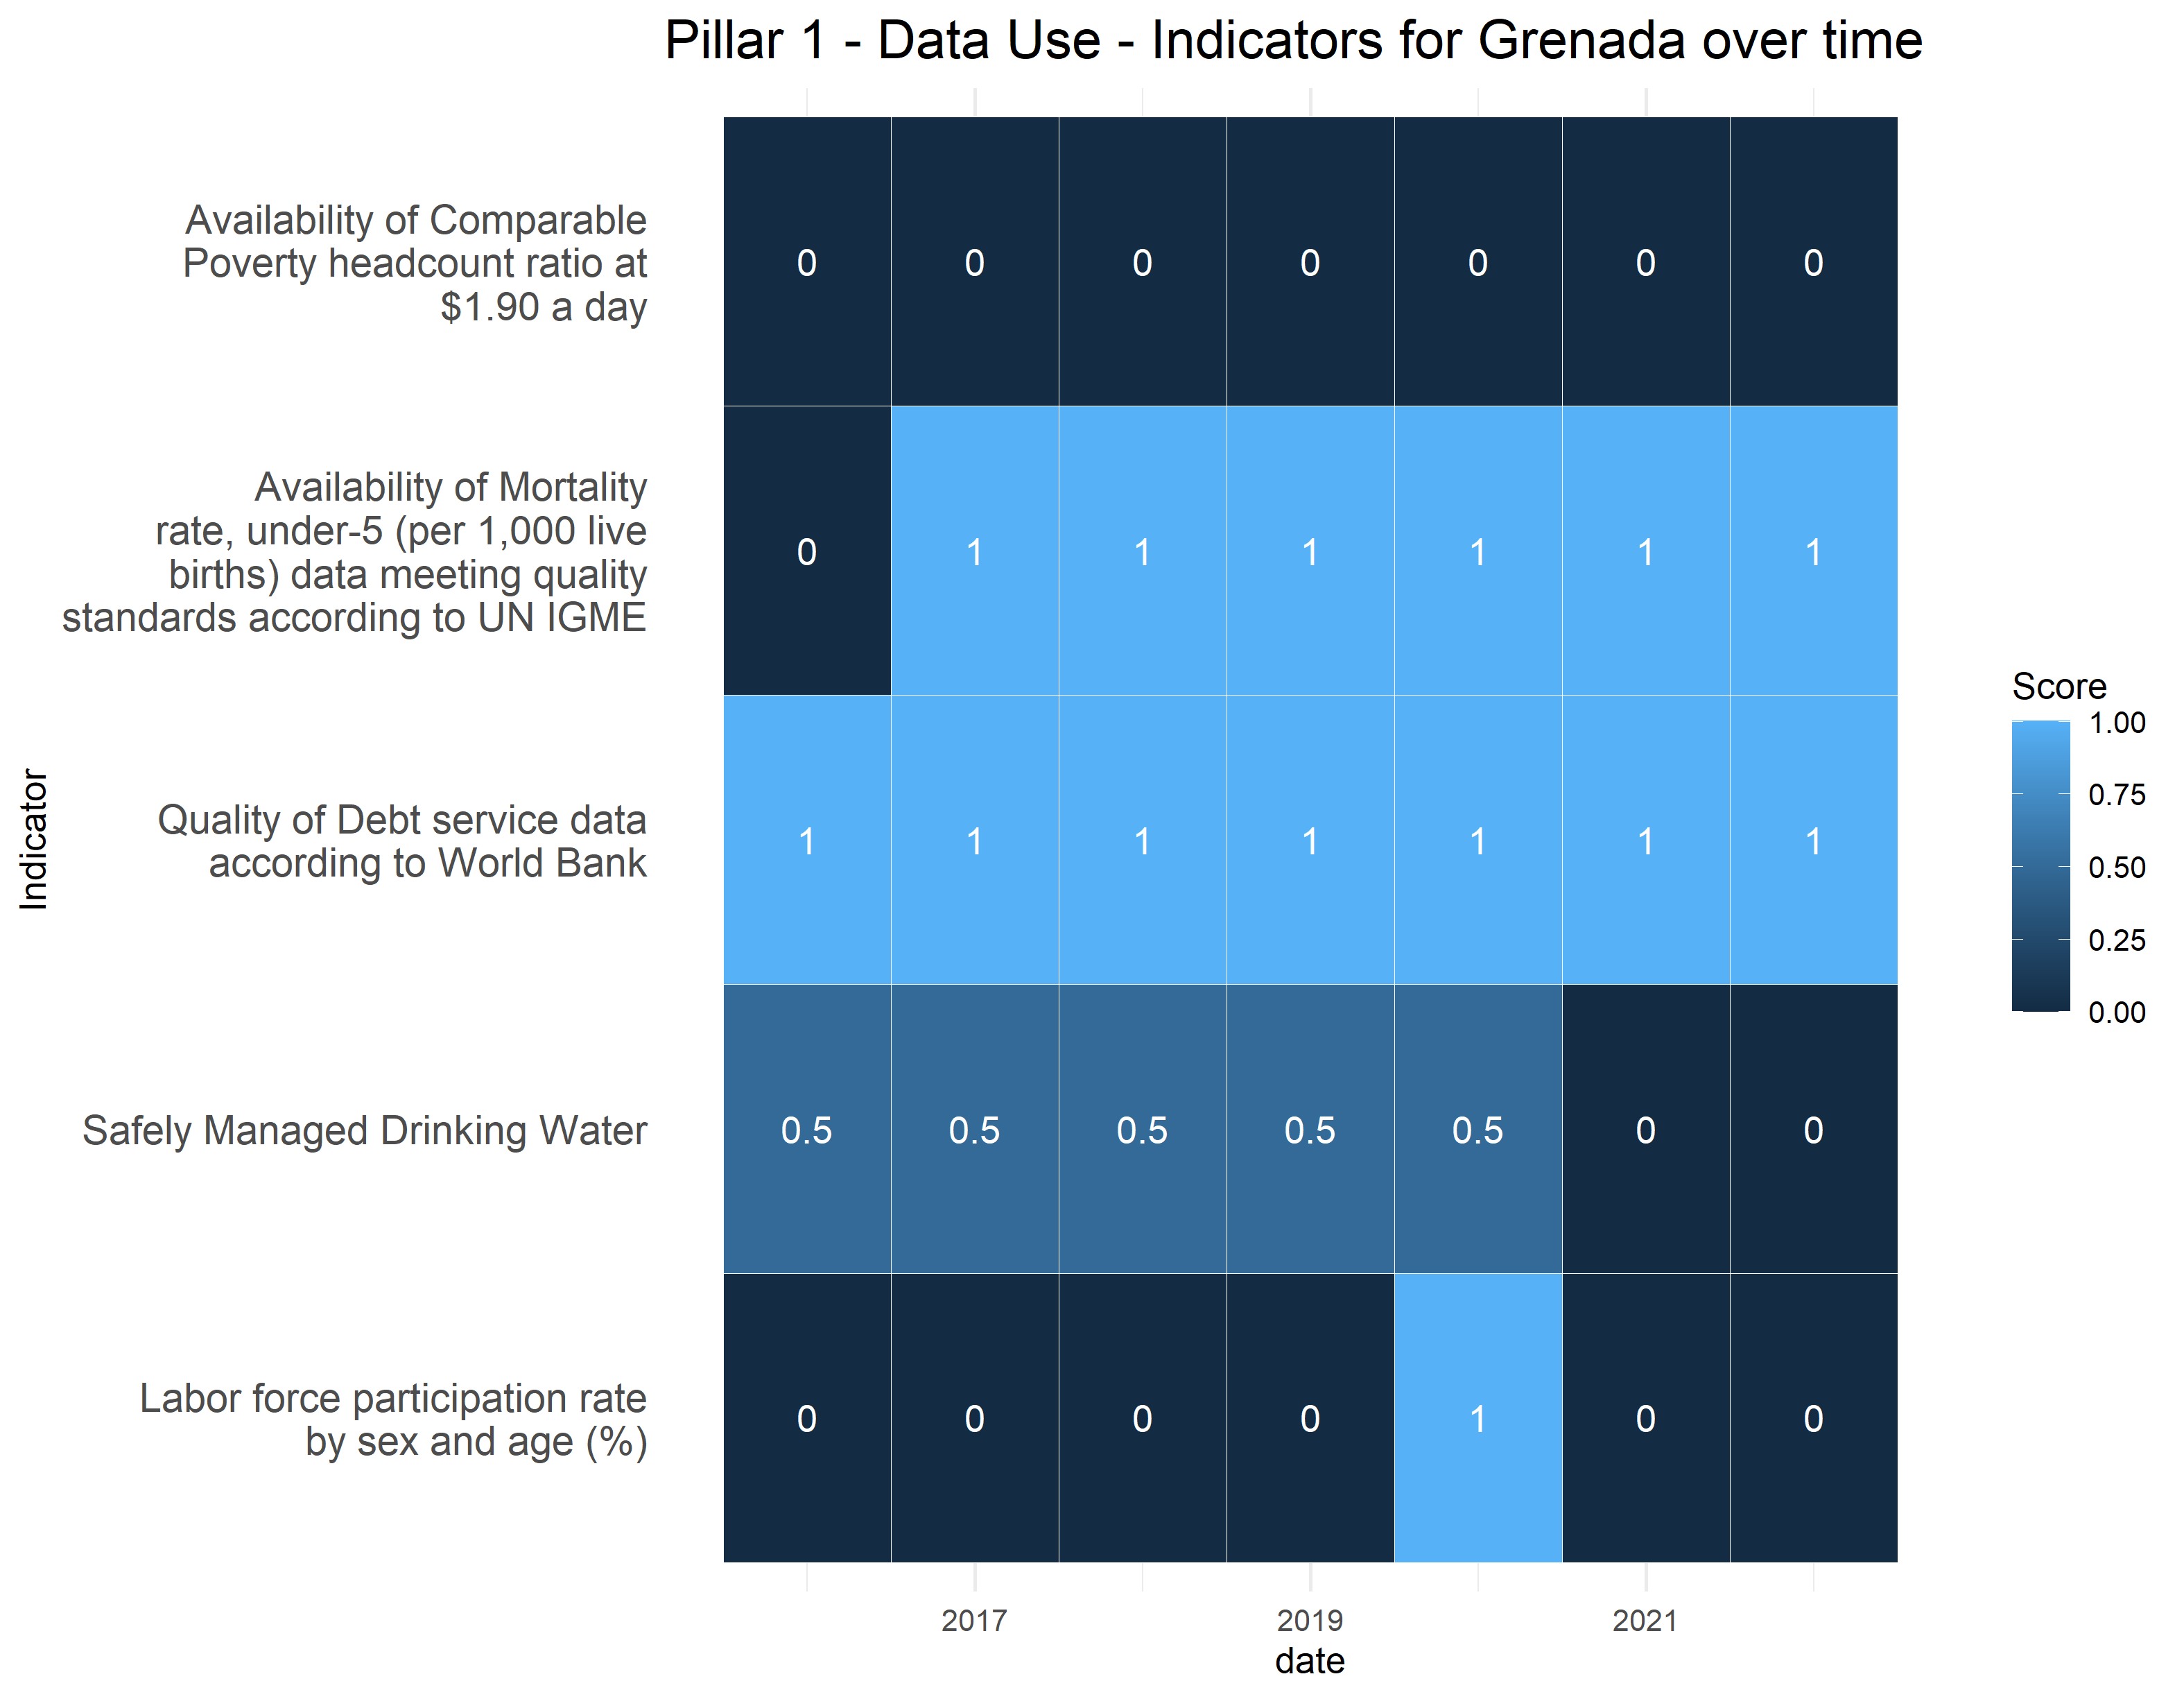 Pillar 1 - Data Use - Indicators for Grenada over time
Indicator
Availability of Comparable
Poverty headcount ratio at
$1.90 a day
0 0 0 0 0 0 0
Availability of Mortality
rate, under-5 (per 1,000 live
births) data meeting quality
standards according to UN IGME
0 1 1 1 1 1 1
Quality of Debt service data
according to World Bank
1 1 1 1 1 1 1
Safely Managed Drinking Water
0.5 0.5 0.5 0.5 0.5 0 0
Labor force participation rate
by sex and age (%)
0 0 0 0 1 0 0
2017 2019 2021
date
Score
1.00
0.75
0.50
0.25
0.00